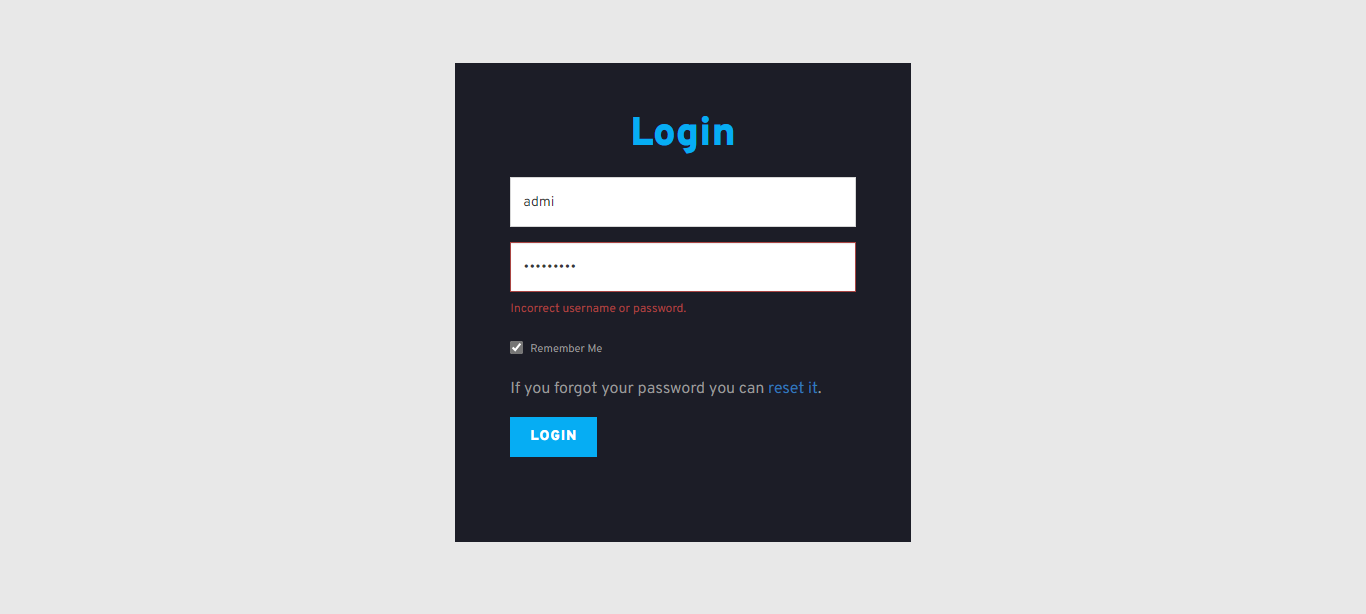 Login
admi
•••••••••
Incorrect username or password.
Remember Me
If you forgot your password you can reset it.
LOGIN